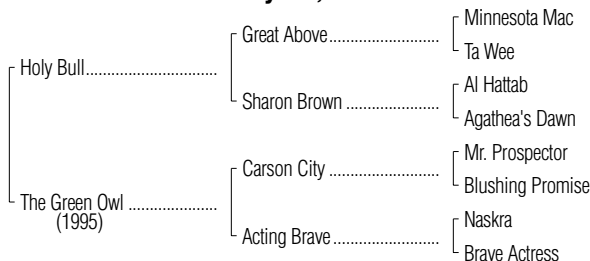 Minnesota Mac
Great Above
Ta Wee
Holy Bull
Al Hattab
Sharon Brown
Agathea's Dawn
Mr. Prospector
Carson City
Blushing Promise
The Green Owl
(1995)
Naskra
Acting Brave
Brave Actress